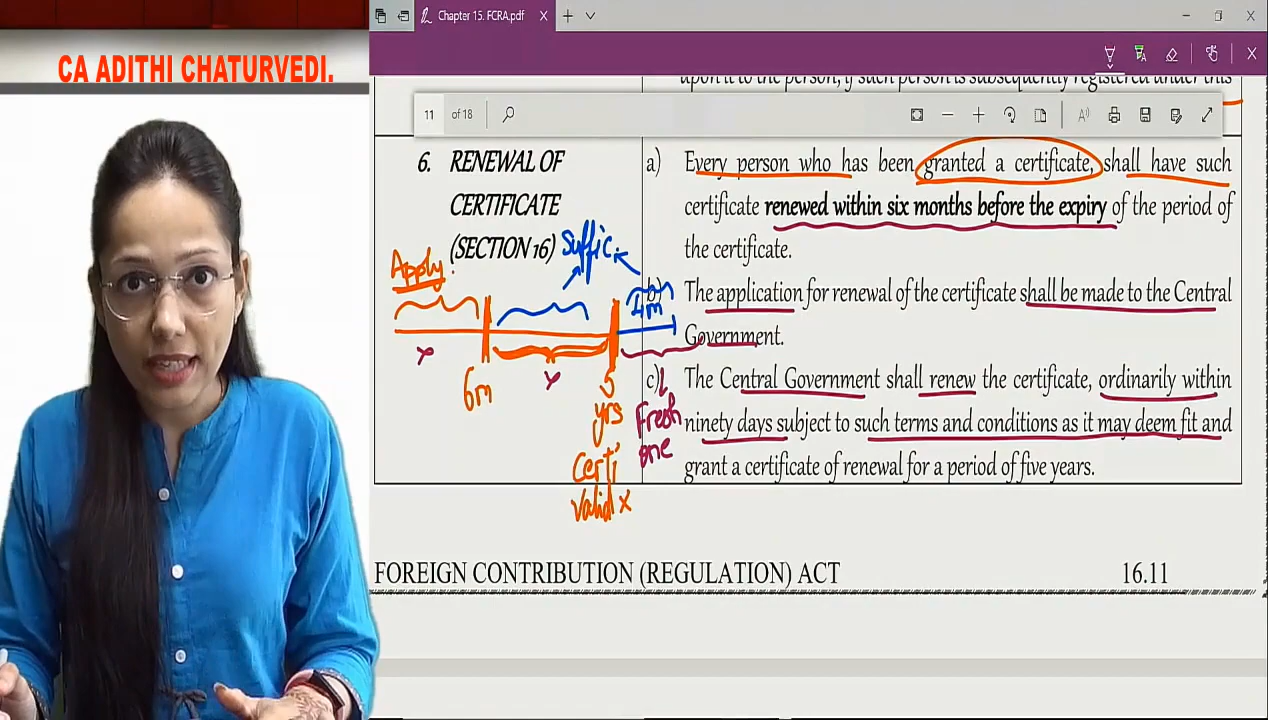 Chapter 15. FCRA.pdf
CA ADITHI CHATURVEDI.
upon it to the person, if such person is subsequently registered under this
11 of 18
6. RENEWAL OF
CERTIFICATE
(SECTION 16)
a) Every person who has been granted a certificate, shall have such
certificate renewed within six months before the expiry of the period of
the certificate.
b) The application for renewal of the certificate shall be made to the Central
Government.
c) The Central Government shall renew the certificate, ordinarily within
ninety days subject to such terms and conditions as it may deem fit and
grant a certificate of renewal for a period of five years.
Suffic.
Apply
4m
6m
5
yrs
Certi
Valid x
Fresh
one
FOREIGN CONTRIBUTION (REGULATION) ACT 16.11